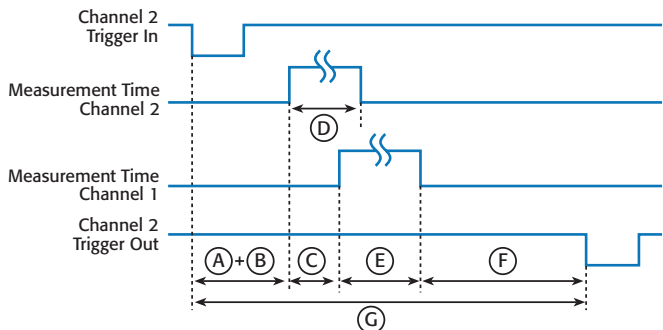 Channel 2
Trigger In
Measurement Time
Channel 2
D
Measurement Time
Channel 1
Channel 2
Trigger Out
A + B C E F
G